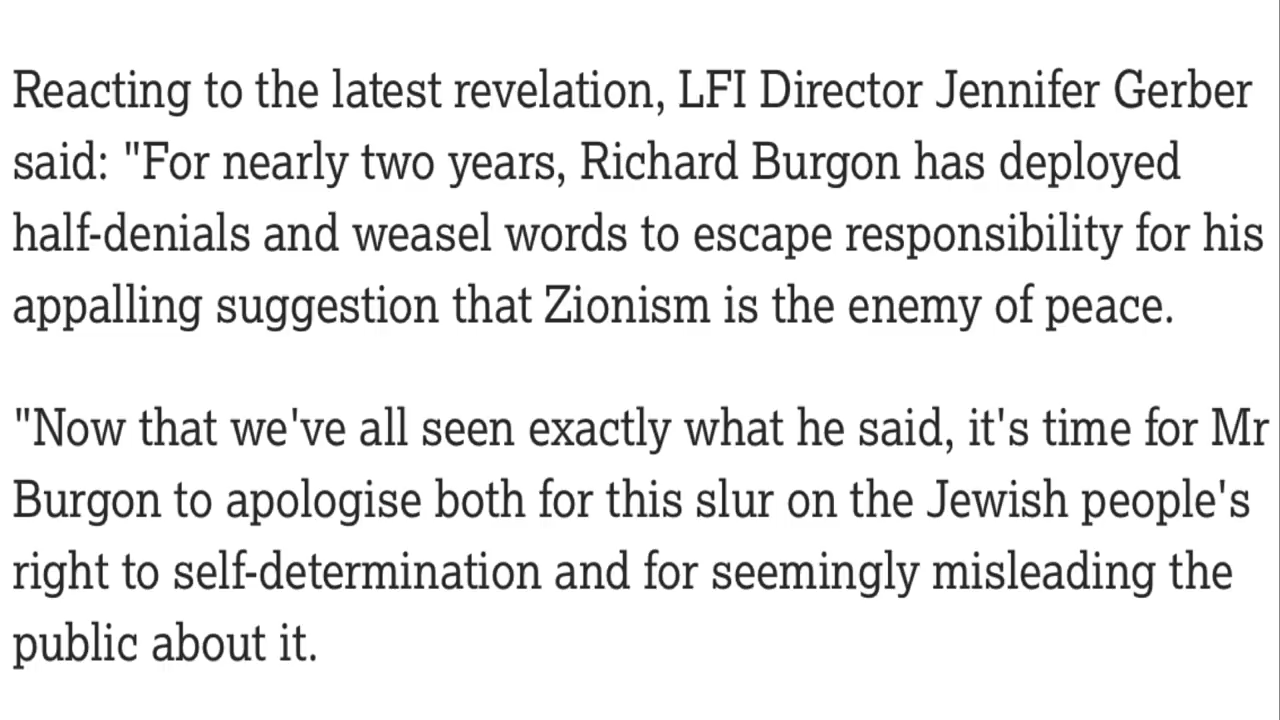 Reacting to the latest revelation, LFI Director Jennifer Gerber
said: "For nearly two years, Richard Burgon has deployed
half-denials and weasel words to escape responsibility for his
appalling suggestion that Zionism is the enemy of peace.
"Now that we've all seen exactly what he said, it's time for Mr
Burgon to apologise both for this slur on the Jewish people's
right to self-determination and for seemingly misleading the
public about it.